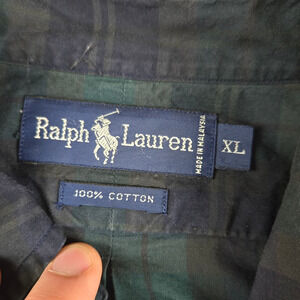 Ralph Lauren
MADE IN MALAYSIA
XL
100% COTTON